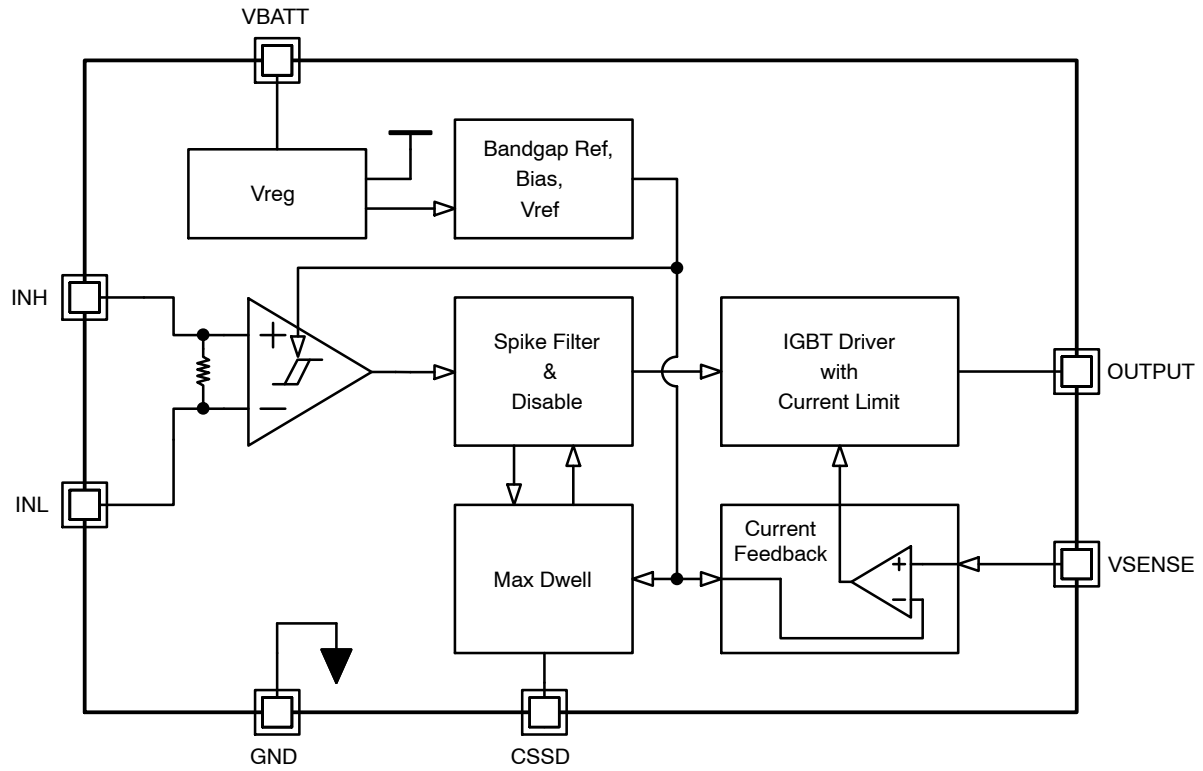 VBATT
Vreg
Bandgap Ref,
Bias,
Vref
INH
+
−
Spike Filter
&
Disable
IGBT Driver
with
Current Limit
OUTPUT
INL
Max Dwell
Current
Feedback
+
−
VSENSE
GND
CSSD